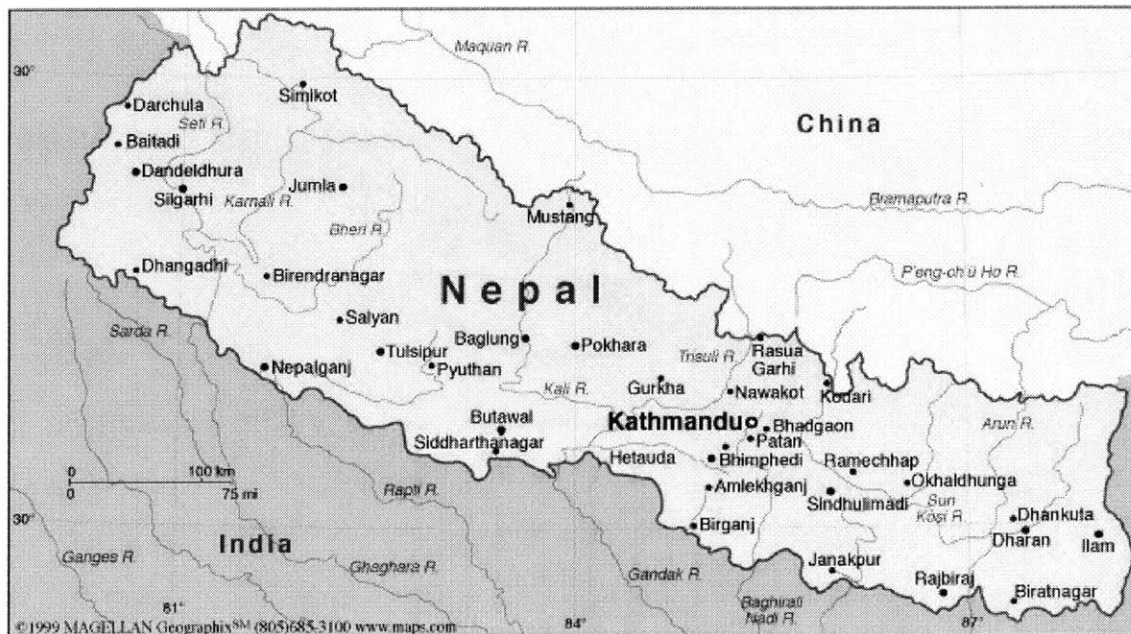 Maquan R.
30°
Simikot
Darchula
Seti R.
China
Baitadi
Dandeldhura
Silgarhi
Jumla
Karnali R.
Bramaputra R.
Mustang
Bheri R.
Dhangadhi
Birendranagar
P'eng-ch'ü Ho R.
Nepal
Salyan
Sarda R.
Baglung
Pokhara
Rasua
Garhi
Trisuli R.
Tulsipur
Nepalganj
Pyuthan
Gurkha
Kali R.
Nawakot
Kodari
Kathmandu
Butawal
Bhadgaon
Arun R.
Patan
Siddharthanagar
Hetauda
Bhimphedi
Ramechhap
0 100 km
0 75 mi
Rapti R.
Amlekhganj
Okhaldhunga
Sindhulimadi
Sun
Kosi R.
30°
Birganj
Dhankuta
Dharan
Ilam
India
Ganges R.
Ghaghara R.
Gandak R.
Janakpur
Rajbiraj
Biratnagar
Baghirati
Nadi R.
81°
84°
87°
©1999 MAGELLAN Geographix℠ (805)685-3100 www.maps.com